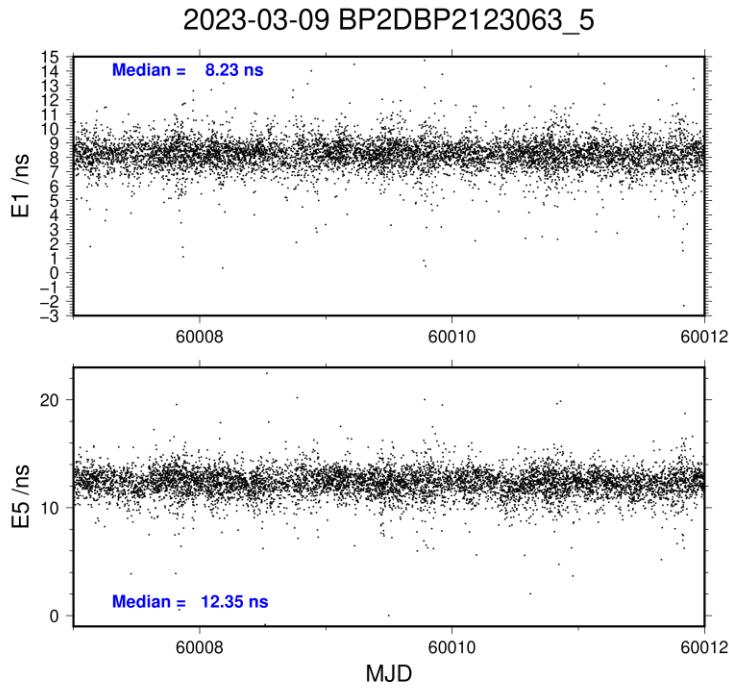 2023-03-09 BP2DBP2123063_5
Median = 8.23 ns
15
14
13
12
11
10
9
8
7
6
5
4
3
2
1
0
−1
−2
−3
E1 /ns
60008 60010 60012
20
10
0
E5 /ns
Median = 12.35 ns
60008 60010 60012
MJD